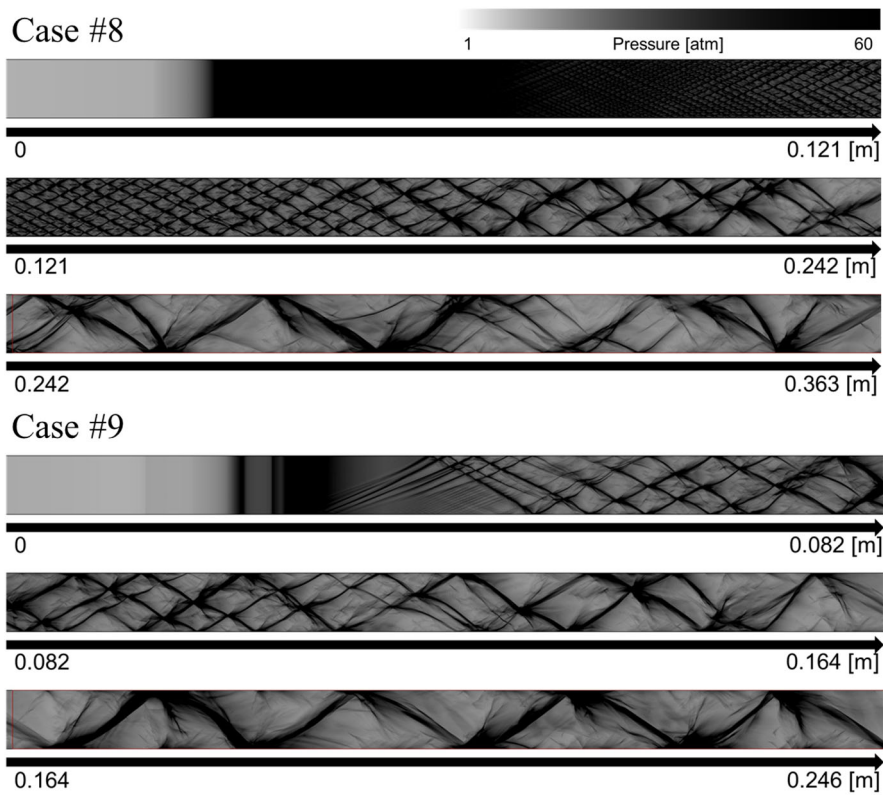 Case #8
1 Pressure [atm] 60
0 0.121 [m]
0.121 0.242 [m]
0.242 0.363 [m]
Case #9
0 0.082 [m]
0.082 0.164 [m]
0.164 0.246 [m]